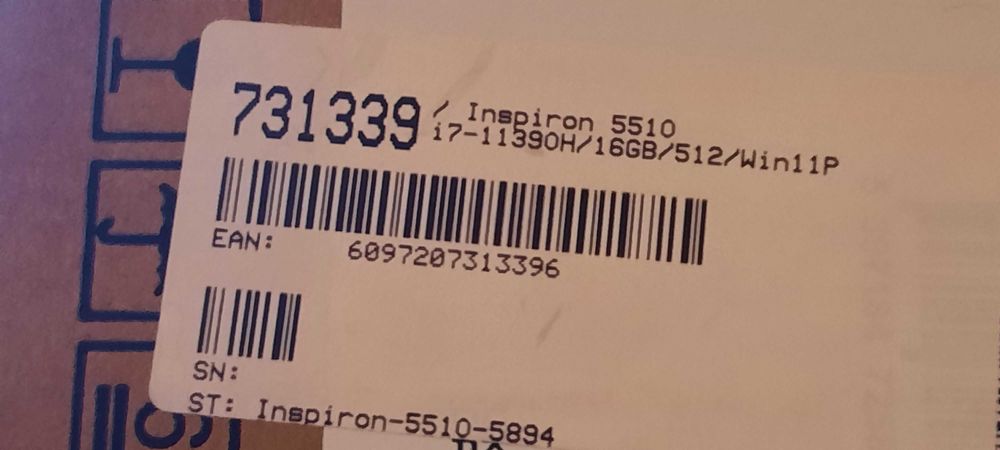 731339 / Inspiron 5510
i7-11390H/16GB/512/Win11P
EAN: 6097207313396
SN:
ST: Inspiron-5510-5894